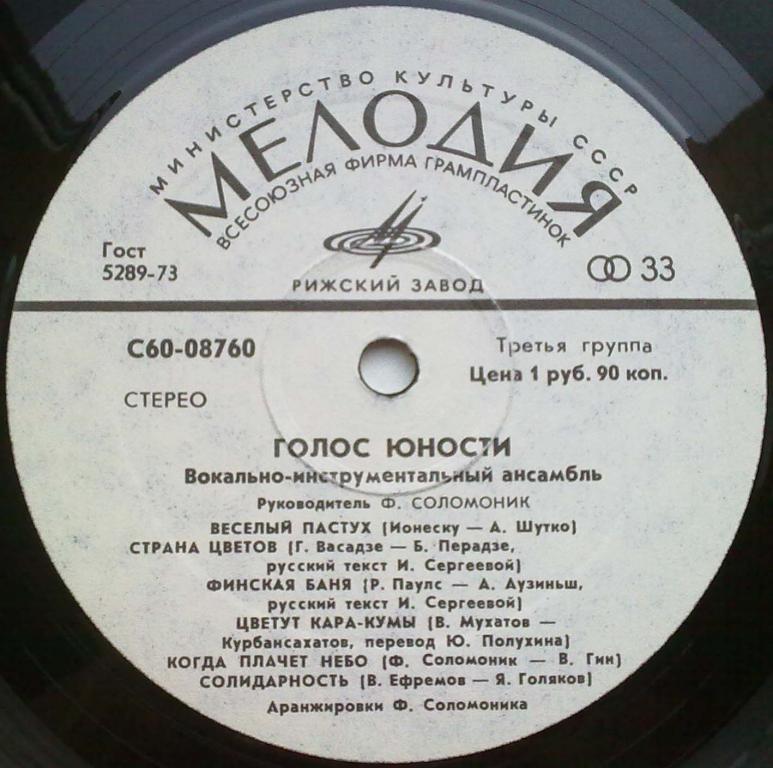 МИНИСТЕРСТВО КУЛЬТУРЫ СССР
МЕЛОДИЯ
ВСЕСОЮЗНАЯ ФИРМА ГРАМПЛАСТИНОК
Гост
5289-73
33
РИЖСКИЙ ЗАВОД
С60-08760
Третья группа
Цена 1 руб. 90 коп.
СТЕРЕО
ГОЛОС ЮНОСТИ
Вокально-инструментальный ансамбль
Руководитель Ф. СОЛОМОНИК
ВЕСЕЛЫЙ ПАСТУХ (Ионеску — А. Шутко)
СТРАНА ЦВЕТОВ (Г. Васадзе — Б. Перадзе,
русский текст И. Сергеевой)
ФИНСКАЯ БАНЯ (Р. Паулс — А. Аузиньш,
русский текст И. Сергеевой)
ЦВЕТУТ КАРА-КУМЫ (В. Мухатов —
Курбансахатов, перевод Ю. Полухина)
КОГДА ПЛАЧЕТ НЕБО (Ф. Соломоник — В. Гин)
СОЛИДАРНОСТЬ (В. Ефремов — Я. Голяков)
Аранжировки Ф. Соломоника